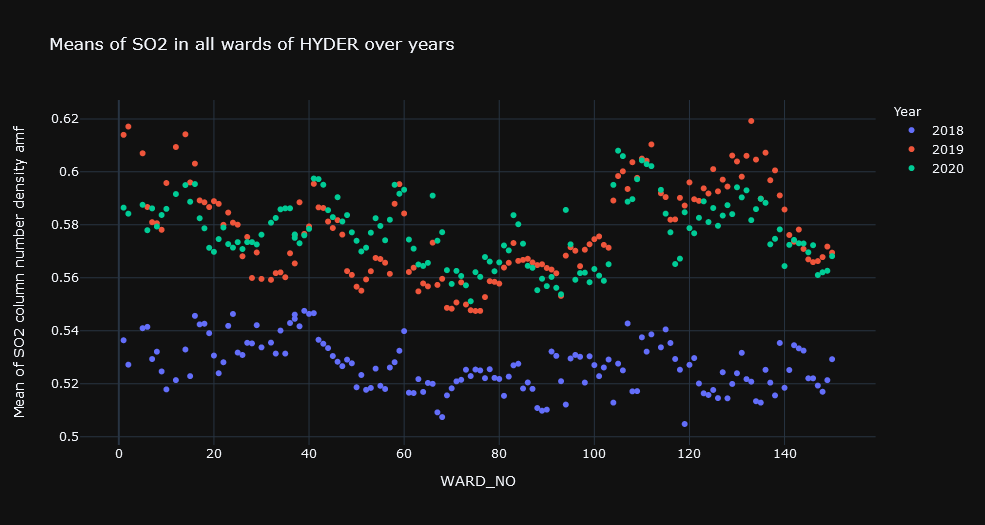 Means of SO2 in all wards of HYDER over years
Year
2018
2019
2020
Mean of SO2 column number density amf
0.62
0.6
0.58
0.56
0.54
0.52
0.5
0 20 40 60 80 100 120 140
WARD_NO